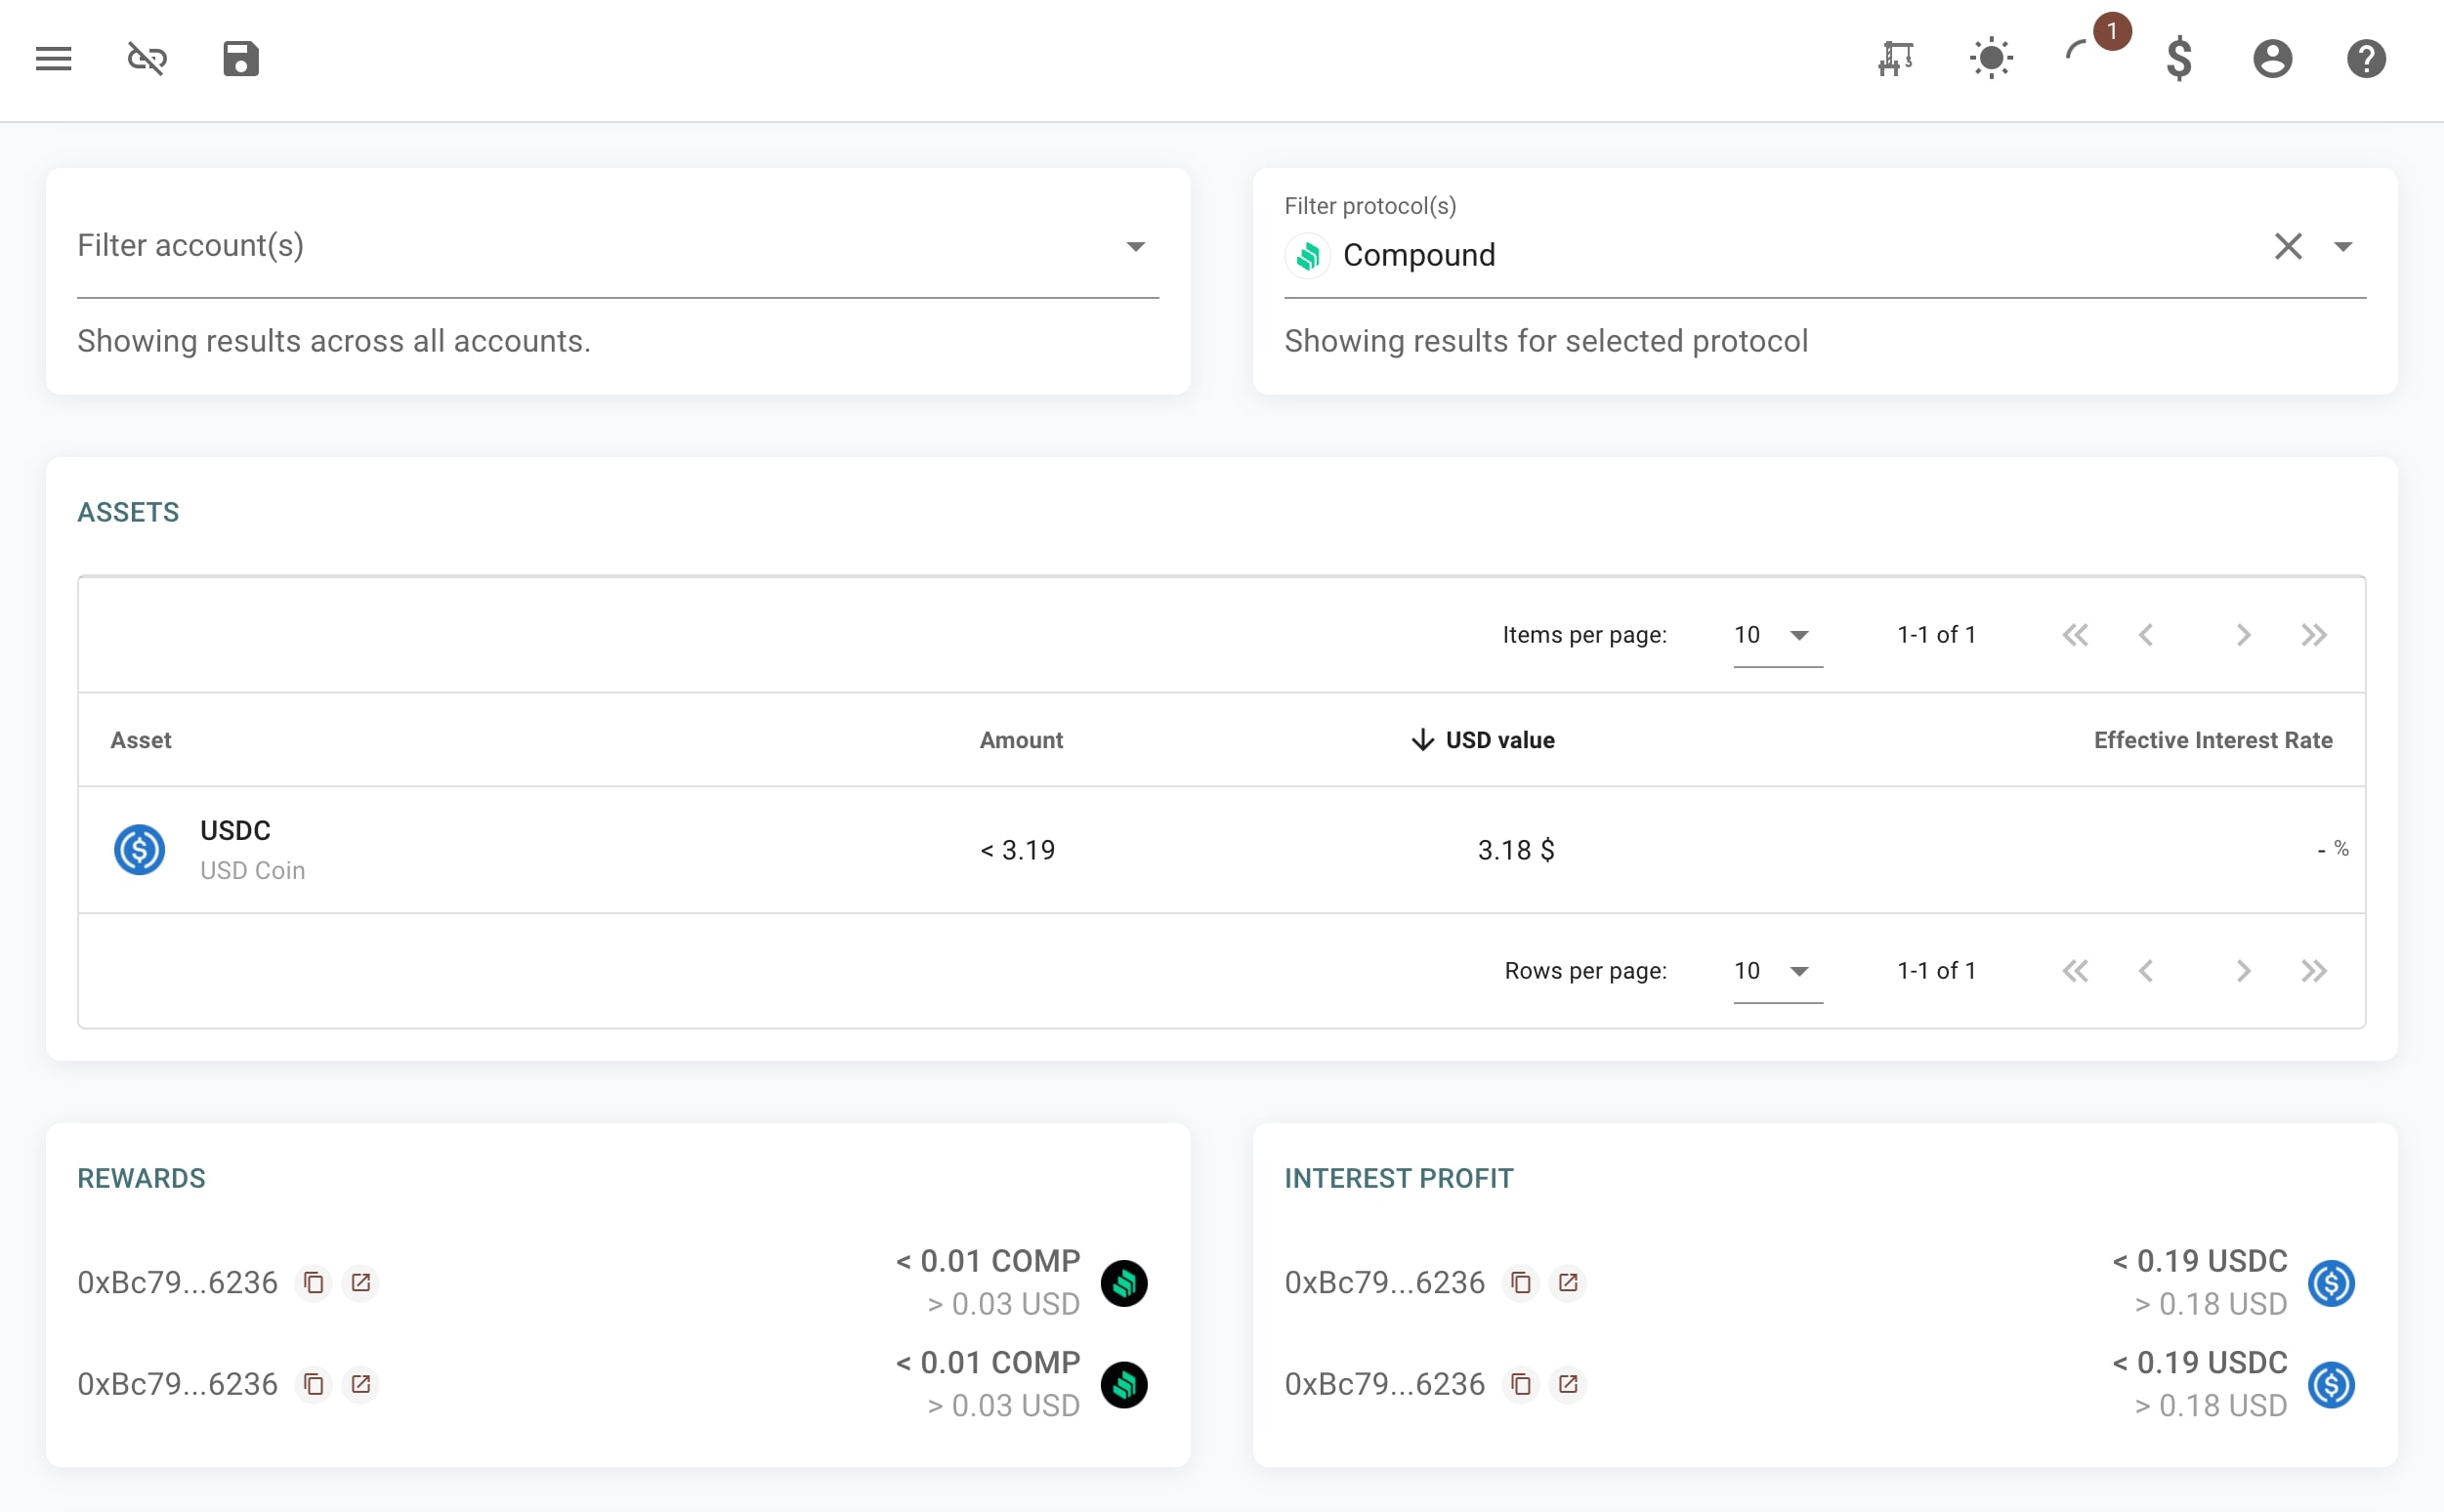 1
Filter account(s)
Showing results across all accounts.
Filter protocol(s)
Compound
Showing results for selected protocol
ASSETS
Items per page: 10 1-1 of 1
Asset Amount USD value Effective Interest Rate
USDC
USD Coin
< 3.19 3.18 $ - %
Rows per page: 10 1-1 of 1
REWARDS
0xBc79...6236
< 0.01 COMP
> 0.03 USD
0xBc79...6236
< 0.01 COMP
> 0.03 USD
INTEREST PROFIT
0xBc79...6236
< 0.19 USDC
> 0.18 USD
0xBc79...6236
< 0.19 USDC
> 0.18 USD